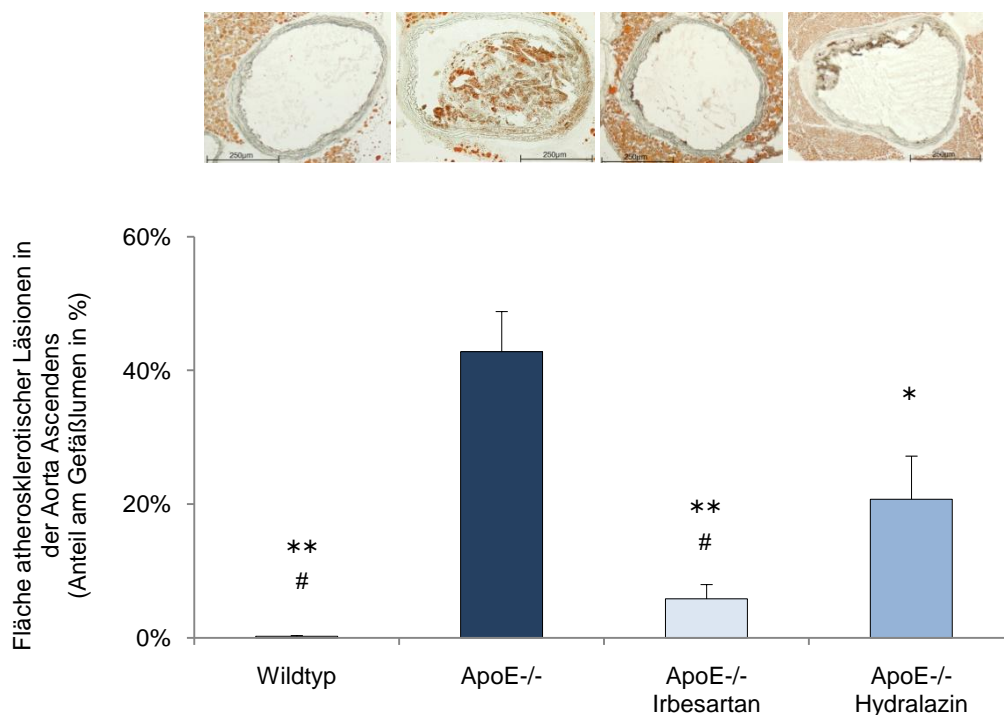 250µm
250µm
250µm
250µm
Fläche atherosklerotischer Läsionen in
der Aorta Ascendens
(Anteil am Gefäßlumen in %)
60%
40%
20%
0%
**
#
**
#
*
Wildtyp
ApoE-/-
ApoE-/-
Irbesartan
ApoE-/-
Hydralazin